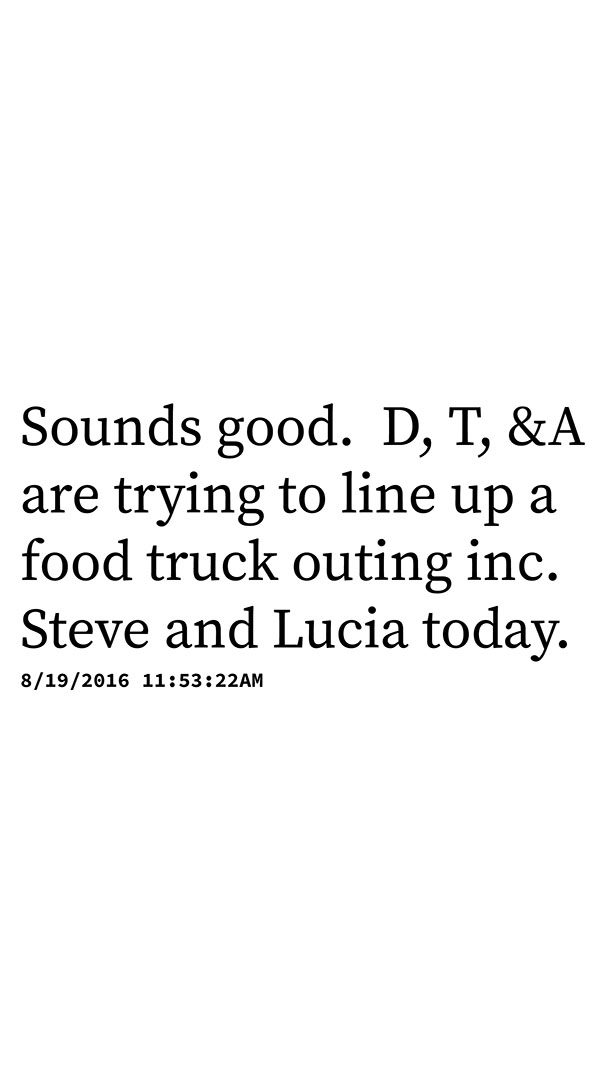 Sounds good.  D, T, &A
are trying to line up a
food truck outing inc.
Steve and Lucia today.
8/19/2016 11:53:22AM